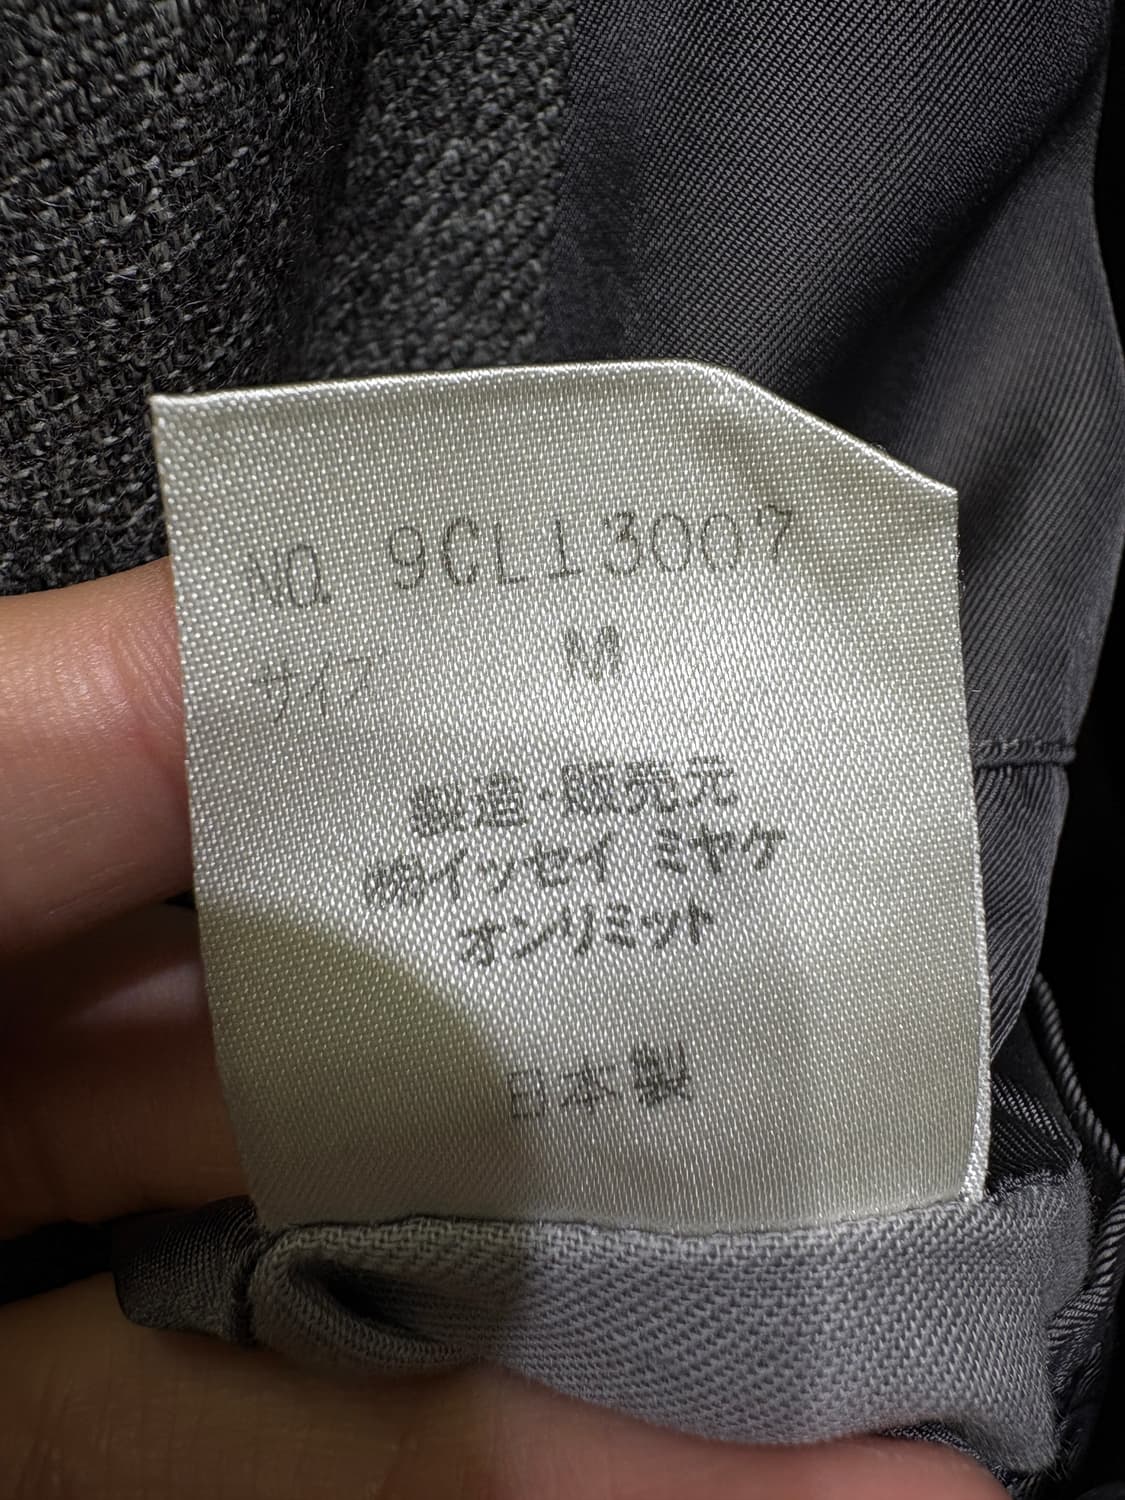 NO. 9CL13007
サイズ M
製造・販売元
㈱イッセイ ミヤケ
オンリミット
日本製